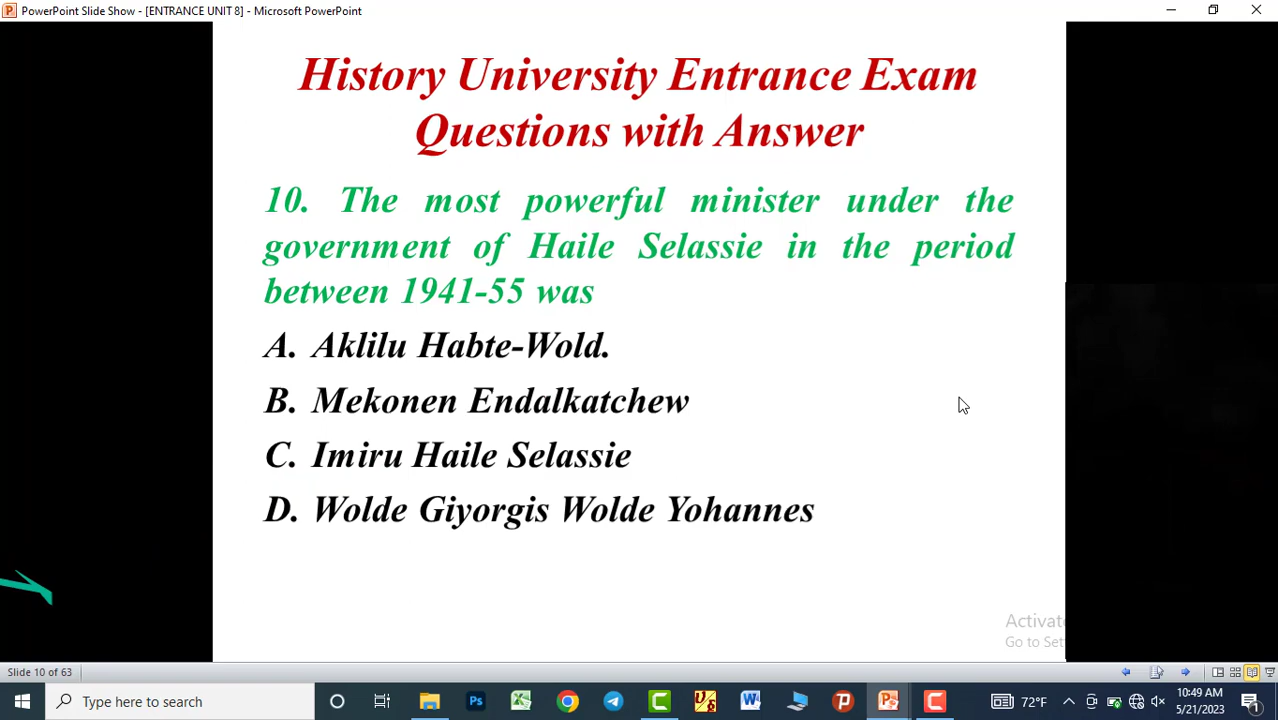 PowerPoint Slide Show - [ENTRANCE UNIT 8] - Microsoft PowerPoint
History University Entrance Exam
Questions with Answer
10. The most powerful minister under the
government of Haile Selassie in the period
between 1941-55 was
A. Aklilu Habte-Wold.
B. Mekonen Endalkatchew
C. Imiru Haile Selassie
D. Wolde Giyorgis Wolde Yohannes
Activate
Go to Set
Slide 10 of 63
Type here to search
72°F
10:49 AM
5/21/2023